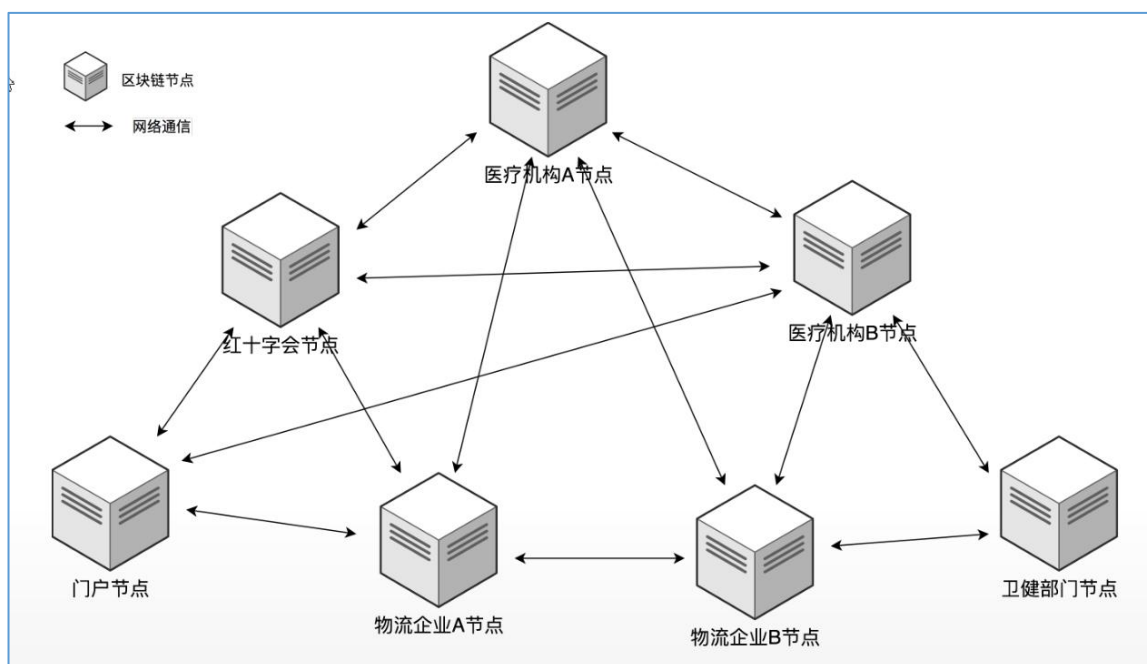 区块链节点
网络通信
医疗机构A节点
红十字会节点
医疗机构B节点
门户节点
物流企业A节点
物流企业B节点
卫健部门节点